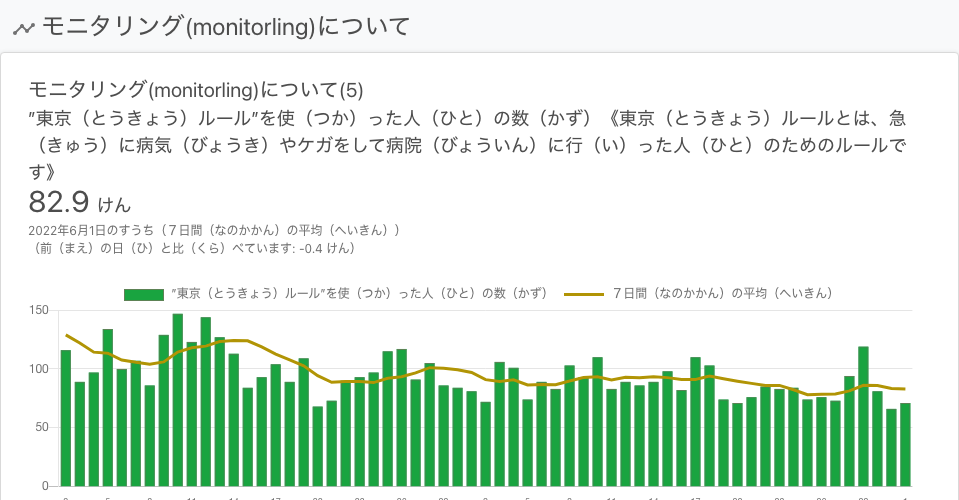 モニタリング(monitorling)について
モニタリング(monitorling)について(5)
”東京（とうきょう）ルール”を使（つか）った人（ひと）の数（かず）《東京（とうきょう）ルールとは、急
（きゅう）に病気（びょうき）やケガをして病院（びょういん）に行（い）った人（ひと）のためのルールで
す》
82.9 けん
2022年6月1日のすうち（７日間（なのかかん）の平均（へいきん））
（前（まえ）の日（ひ）と比（くら）べています: -0.4 けん）
”東京（とうきょう）ルール”を使（つか）った人（ひと）の数（かず） ７日間（なのかかん）の平均（へいきん）
150
100
50
0